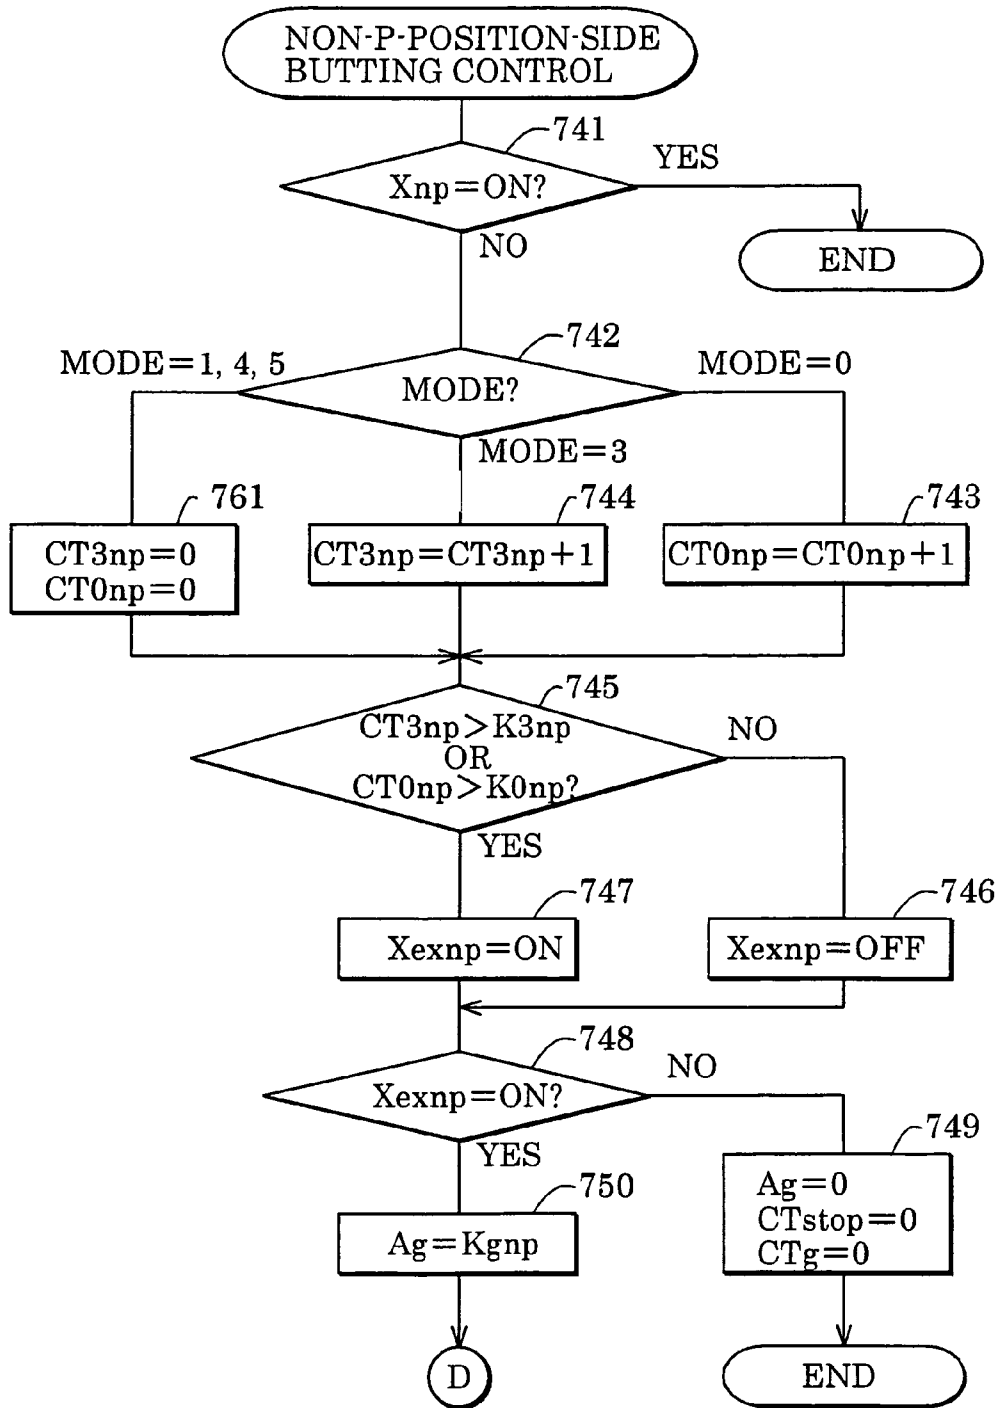 NON-P-POSITION-SIDE
BUTTING CONTROL
741
Xnp=ON?
YES
NO
END
742
MODE=1, 4, 5
MODE?
MODE=0
MODE=3
761
744
743
CT3np=0
CT0np=0
CT3np=CT3np+1
CT0np=CT0np+1
745
CT3np>K3np
OR
CT0np>K0np?
NO
YES
747
746
Xexnp=ON
Xexnp=OFF
748
Xexnp=ON?
NO
YES
749
750
Ag=0
CTstop=0
CTg=0
Ag=Kgnp
D
END